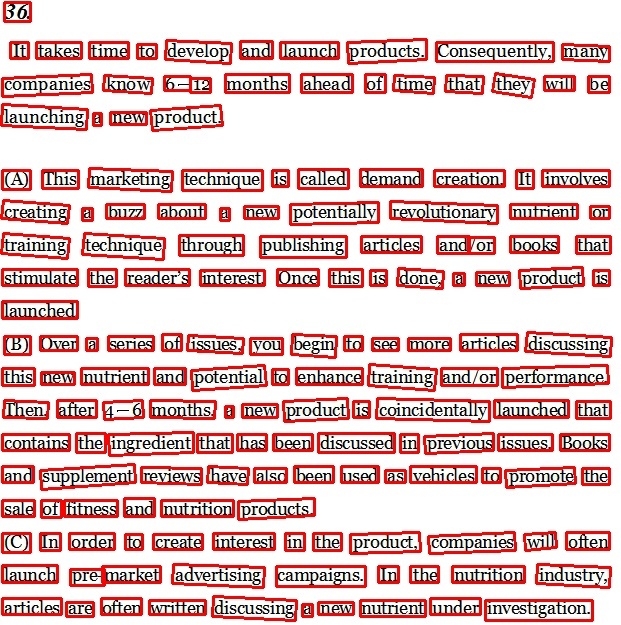 36.
It takes time to develop and launch products. Consequently, many
companies know 6–12 months ahead of time that they will be
launching a new product.
(A) This marketing technique is called demand creation. It involves
creating a buzz about a new potentially revolutionary nutrient or
training technique through publishing articles and/or books that
stimulate the reader's interest. Once this is done, a new product is
launched.
(B) Over a series of issues, you begin to see more articles discussing
this new nutrient and potential to enhance training and/or performance.
Then, after 4–6 months, a new product is coincidentally launched that
contains the ingredient that has been discussed in previous issues. Books
and supplement reviews have also been used as vehicles to promote the
sale of fitness and nutrition products.
(C) In order to create interest in the product, companies will often
launch pre-market advertising campaigns. In the nutrition industry,
articles are often written discussing a new nutrient under investigation.